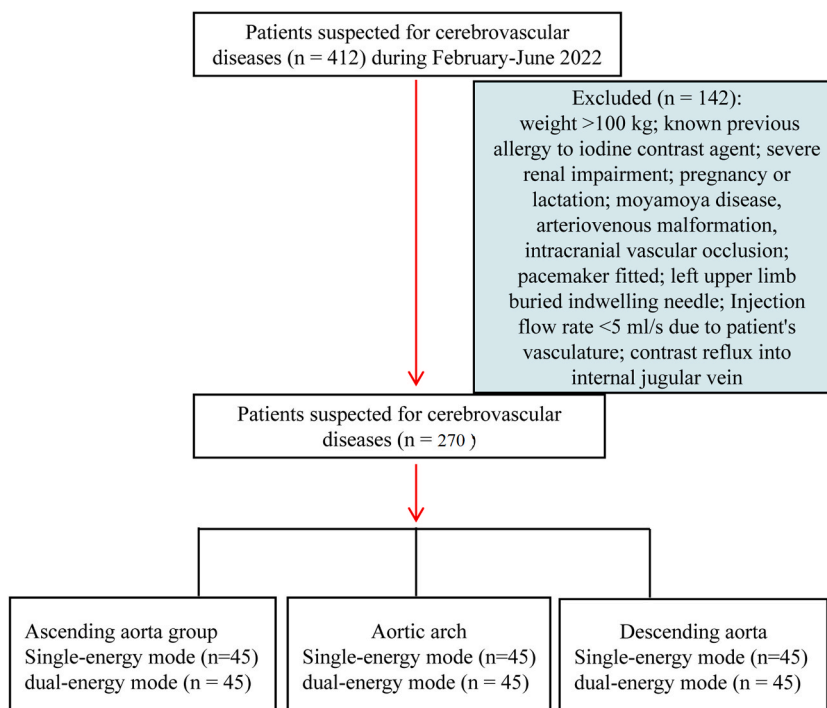 Patients suspected for cerebrovascular
diseases (n = 412) during February-June 2022
Excluded (n = 142):
weight >100 kg; known previous
allergy to iodine contrast agent; severe
renal impairment; pregnancy or
lactation; moyamoya disease,
arteriovenous malformation,
intracranial vascular occlusion;
pacemaker fitted; left upper limb
buried indwelling needle; Injection
flow rate <5 ml/s due to patient's
vasculature; contrast reflux into
internal jugular vein
Patients suspected for cerebrovascular
diseases (n = 270 )
Ascending aorta group
Single-energy mode (n=45)
dual-energy mode (n = 45)
Aortic arch
Single-energy mode (n=45)
dual-energy mode (n = 45)
Descending aorta
Single-energy mode (n=45)
dual-energy mode (n = 45)